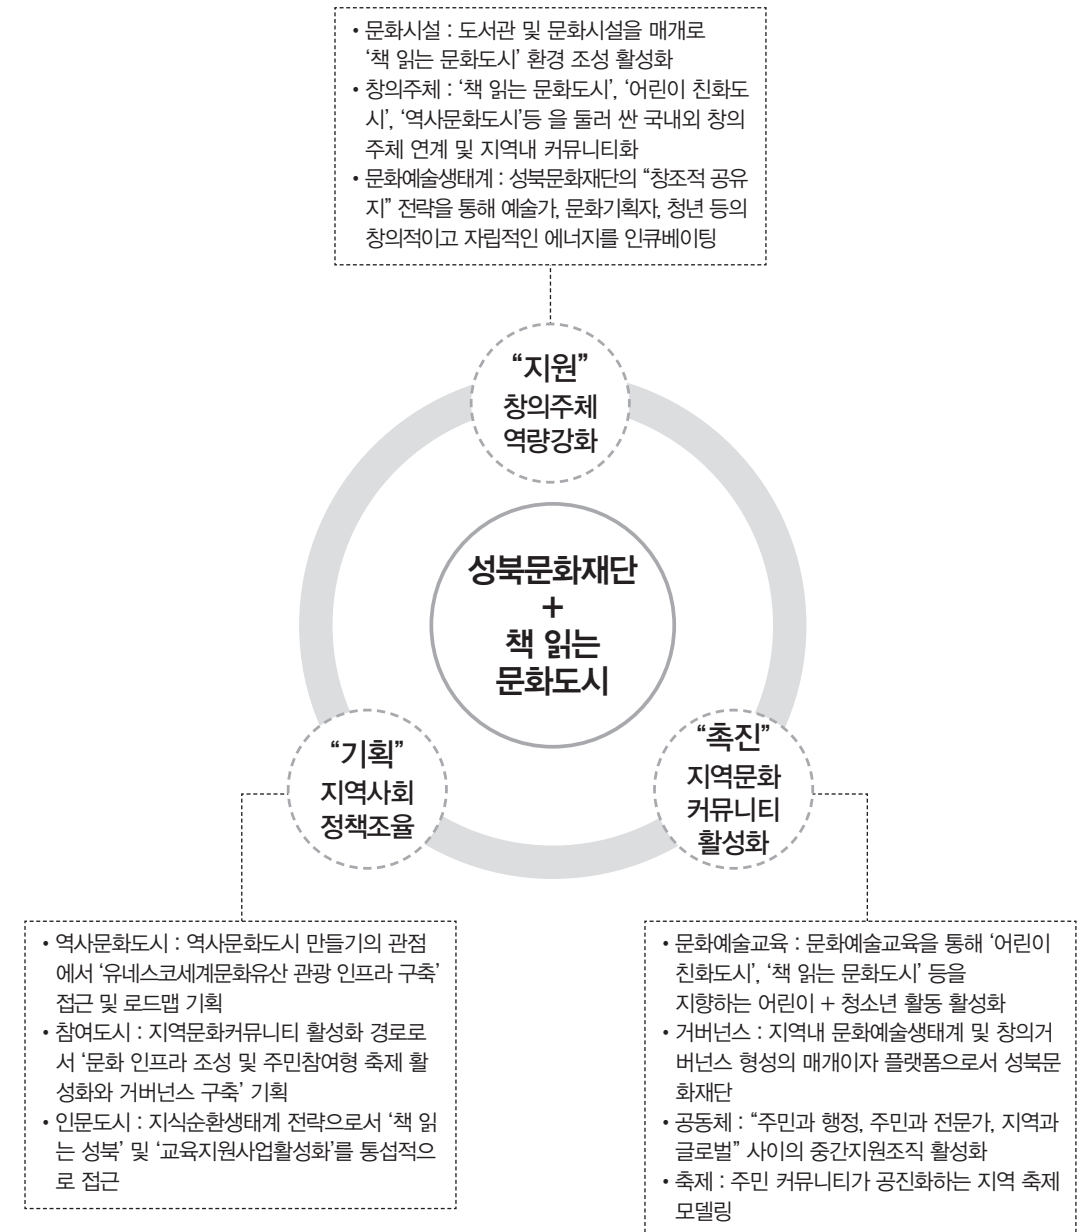 • 문화시설 : 도서관 및 문화시설을 매개로
‘책 읽는 문화도시’ 환경 조성 활성화
• 창의주체 : ‘책 읽는 문화도시’, ‘어린이 친화도
시’, ‘역사문화도시’등 을 둘러 싼 국내외 창의
주체 연계 및 지역내 커뮤니티화
• 문화예술생태계 : 성북문화재단의 “창조적 공유
지” 전략을 통해 예술가, 문화기획자, 청년 등의
창의적이고 자립적인 에너지를 인큐베이팅
“지원”
창의주체
역량강화
성북문화재단
+
책 읽는
문화도시
“기획”
지역사회
정책조율
“촉진”
지역문화
커뮤니티
활성화
• 역사문화도시 : 역사문화도시 만들기의 관점
에서 ‘유네스코세계문화유산 관광 인프라 구축’
접근 및 로드맵 기획
• 참여도시 : 지역문화커뮤니티 활성화 경로로
서 ‘문화 인프라 조성 및 주민참여형 축제 활
성화와 거버넌스 구축’ 기획
• 인문도시 : 지식순환생태계 전략으로서 ‘책 읽
는 성북’ 및 ‘교육지원사업활성화’를 통섭적으
로 접근
• 문화예술교육 : 문화예술교육을 통해 ‘어린이
친화도시’, ‘책 읽는 문화도시’ 등을
지향하는 어린이 + 청소년 활동 활성화
• 거버넌스 : 지역내 문화예술생태계 및 창의거
버넌스 형성의 매개이자 플랫폼으로서 성북문
화재단
• 공동체 : “주민과 행정, 주민과 전문가, 지역과
글로벌” 사이의 중간지원조직 활성화
• 축제 : 주민 커뮤니티가 공진화하는 지역 축제
모델링